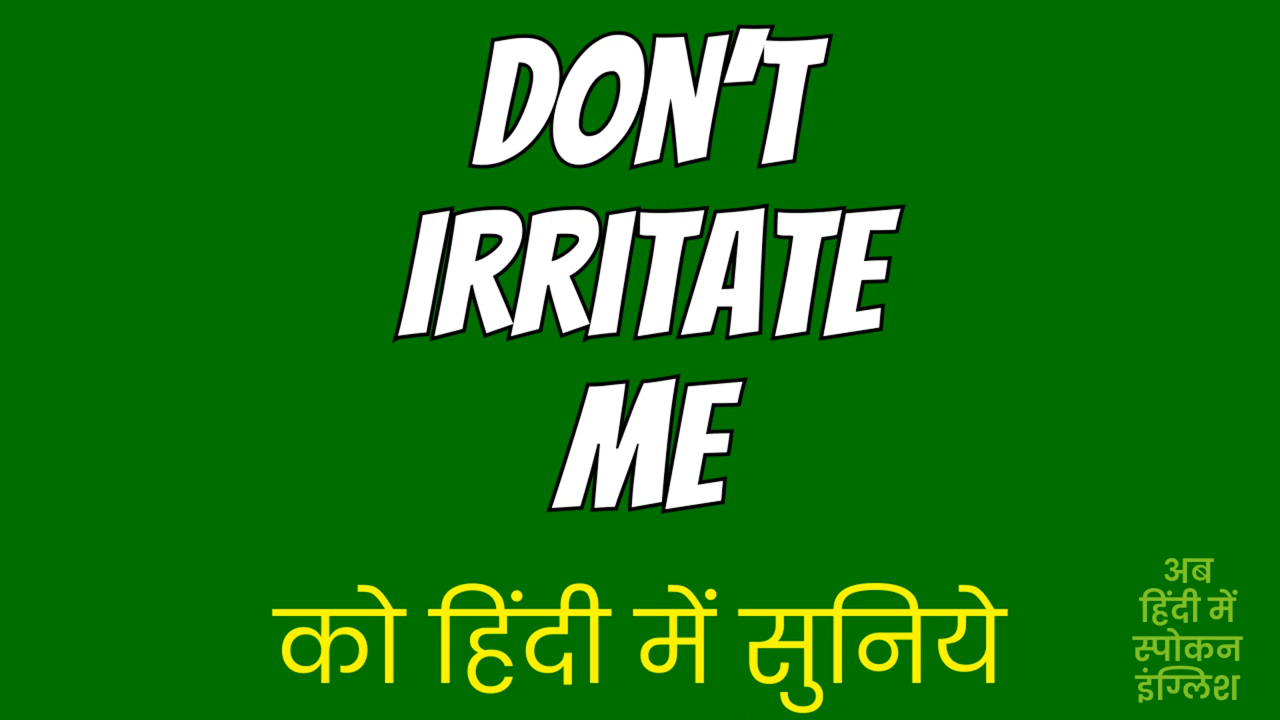 DON'T
IRRITATE
ME
को हिंदी में सुनिये
अब
हिंदी में
स्पोकन
इंग्लिश